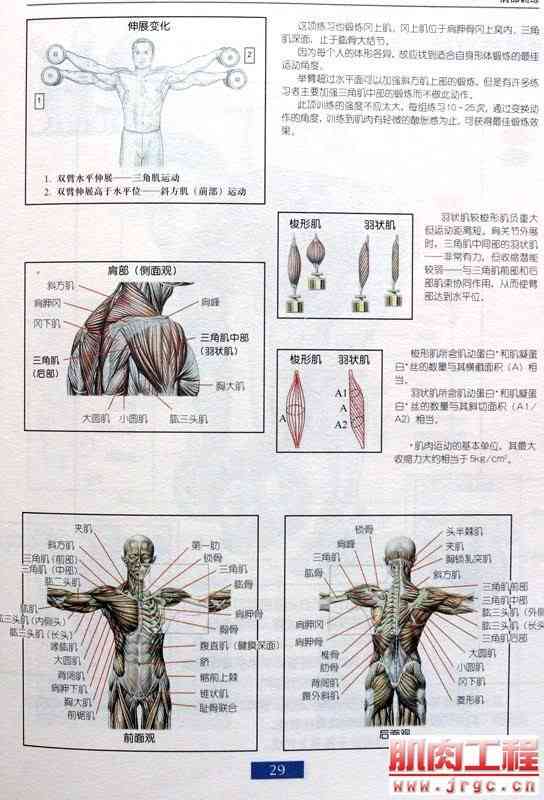 伸展变化
2
1
1. 双臂水平伸展——三角肌运动
2. 双臂伸展高于水平位——斜方肌（前部）运动
这项练习也锻炼冈上肌。冈上肌位于肩胛骨冈上窝内，三角
肌深面，止于肱骨大结节。
因为每个人的体形各异，故应找到适合自身形体锻炼的最佳
运动角度。
举臂超过水平面可以加强斜方肌上部的锻炼，但是有许多练
习者主要加强三角肌中部的锻炼而不做此动作。
此项训练的强度不应太大，每组练习10-25次，通过变换动
作的角度，训练到肌肉有轻微的酸胀感为止，可获得最佳锻炼效
果。
梭形肌
羽状肌
羽状肌较梭形肌负重大
但运动距离短。肩关节外展
时，三角肌中间部的羽状肌
——非常有力，但收缩潜能
较弱——与三角肌前部和后
部肌束协同作用，从而使臂
部达到水平位。
肩部（侧面观）
斜方肌
肩胛冈
冈下肌
三角肌
（后部）
肩峰
三角肌中部
（羽状肌）
胸大肌
大圆肌
小圆肌
肱三头肌
梭形肌
羽状肌
A
A1
A
A2
梭形肌所含肌动蛋白*和肌凝蛋
白*丝的数量与其横截面积（A）相
当。
羽状肌所含肌动蛋白*和肌凝蛋
白*丝的数量与其斜切面积（A1/
A2）相当。
*肌肉运动的基本单位，其最大
收缩力大约相当于5kg/cm²。
夹肌
斜方肌
三角肌（前部）
三角肌（中部）
肱二头肌
肱肌
肱三头肌（内侧头）
肱三头肌（长头）
喙肱肌
大圆肌
背阔肌
肩胛下肌
胸大肌
前锯肌
第一肋
锁骨
三角肌
肱骨
肩胛骨
胸骨
腹直肌（腱膜深面）
脐
髂前上棘
锥状肌
耻骨联合
前面观
锁骨
肩峰
三角肌
肱骨
肩胛冈
肩胛骨
椎骨
肋骨
背阔肌
腹外斜肌
头半棘肌
夹肌
胸锁乳突肌
斜方肌
三角肌前部
三角肌中部
肱三头肌（外侧
肱三头肌（长头）
三角肌后部
大圆肌
小圆肌
冈下肌
菱形肌
后面观
29
肌肉工程
www.jrgc.cn